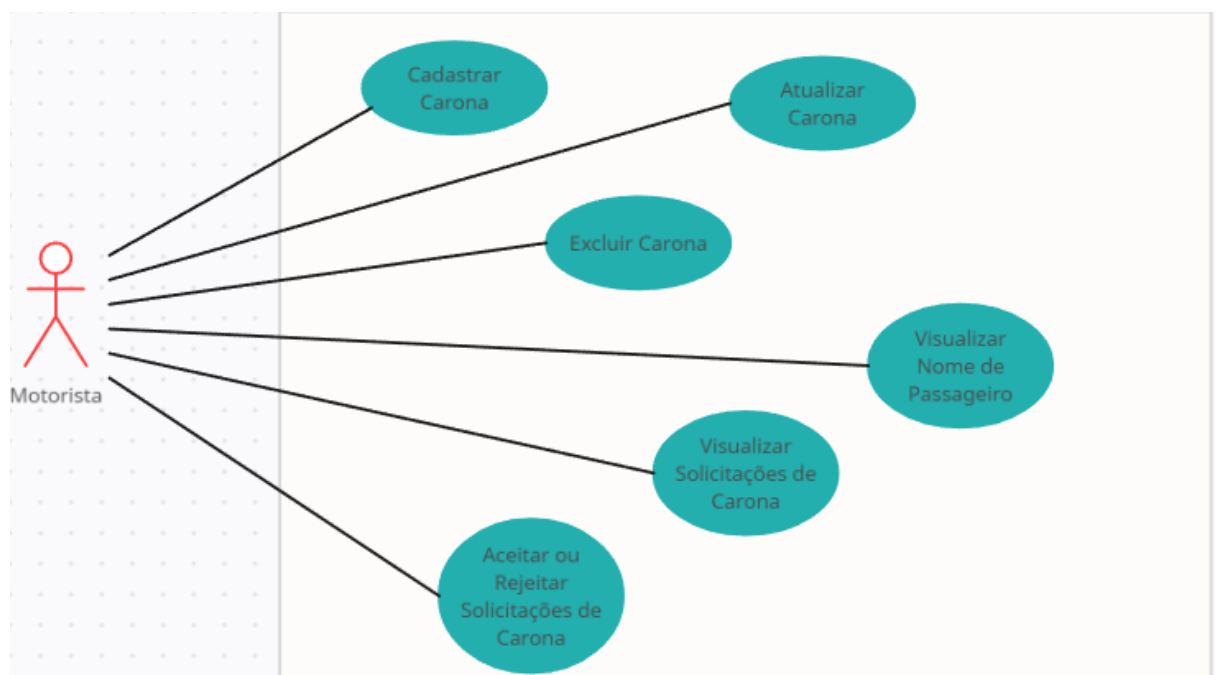 Cadastrar
Carona
Atualizar
Carona
Excluir Carona
Visualizar
Nome de
Passageiro
Motorista
Visualizar
Solicitações de
Carona
Aceitar ou
Rejeitar
Solicitações de
Carona